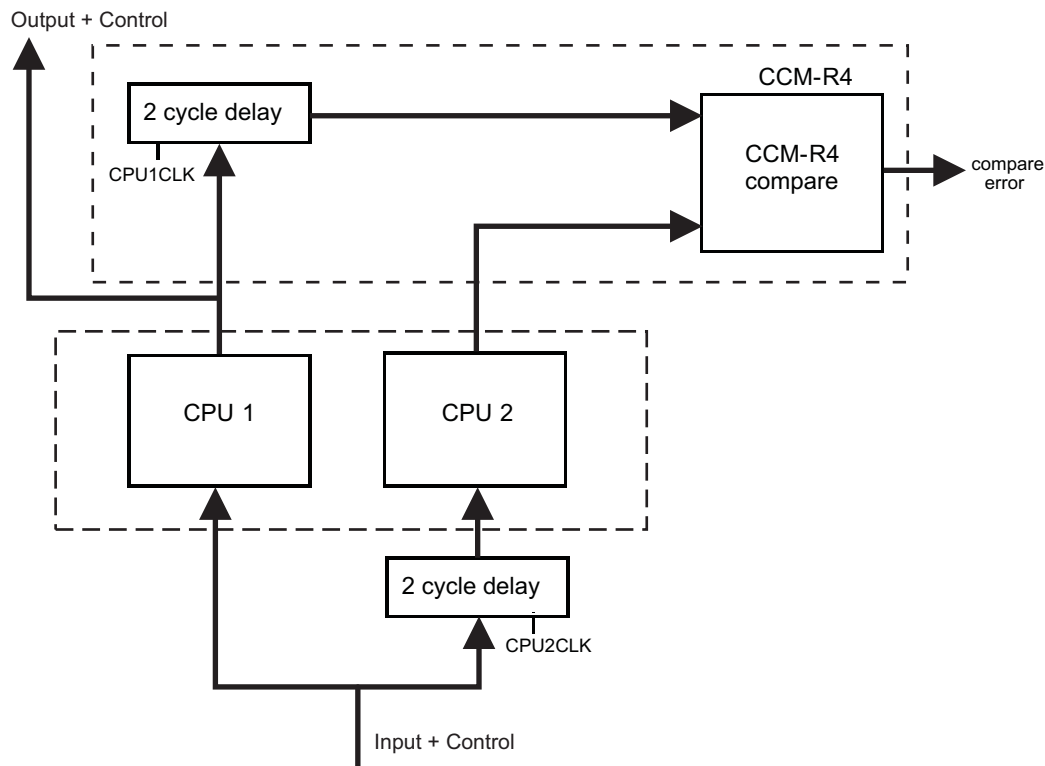 Output + Control
CCM-R4
2 cycle delay
CPU1CLK
CCM-R4
compare
compare
error
CPU 1
CPU 2
2 cycle delay
CPU2CLK
Input + Control